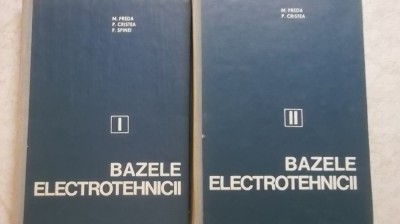 M. PREDA
P. CRISTEA
F. SPINEI
I
BAZELE
ELECTROTEHNICII
M. PREDA
P. CRISTEA
II
BAZELE
ELECTROTEHNICII